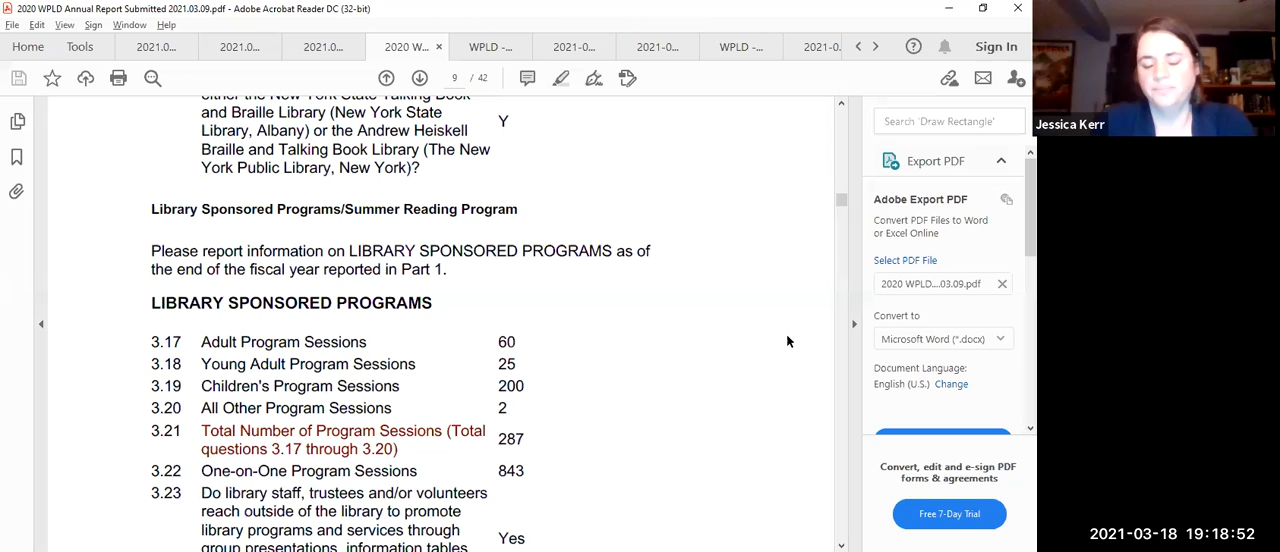 2020 WPLD Annual Report Submitted 2021.03.09.pdf - Adobe Acrobat Reader DC (32-bit)
File Edit View Sign Window Help
Home Tools 2021.0... 2021.0... 2021.0... 2020 W... × WPLD -... 2021-0... 2021-0... WPLD -... 2021-0. Sign In
9 / 42
either the New York State Talking Book
and Braille Library (New York State
Library, Albany) or the Andrew Heiskell
Braille and Talking Book Library (The New
York Public Library, New York)?
Y
Library Sponsored Programs/Summer Reading Program
Please report information on LIBRARY SPONSORED PROGRAMS as of
the end of the fiscal year reported in Part 1.
LIBRARY SPONSORED PROGRAMS
3.17 Adult Program Sessions 60
3.18 Young Adult Program Sessions 25
3.19 Children's Program Sessions 200
3.20 All Other Program Sessions 2
3.21 Total Number of Program Sessions (Total
questions 3.17 through 3.20) 287
3.22 One-on-One Program Sessions 843
3.23 Do library staff, trustees and/or volunteers
reach outside of the library to promote
library programs and services through
group presentations, information tables
Yes
Search 'Draw Rectangle'
Export PDF
Adobe Export PDF
Convert PDF Files to Word
or Excel Online
Select PDF File
2020 WPLD....03.09.pdf
Convert to
Microsoft Word (*.docx)
Document Language:
English (U.S.) Change
Convert, edit and e-sign PDF
forms & agreements
Free 7-Day Trial
Jessica Kerr
2021-03-18 19:18:52